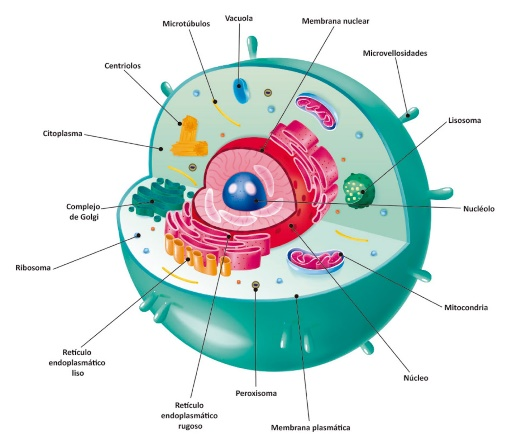 Vacuola
Microtúbulos
Membrana nuclear
Microvellosidades
Centriolos
Lisosoma
Citoplasma
Complejo
de Golgi
Nucléolo
Ribosoma
Mitocondria
Retículo
endoplasmático
liso
Núcleo
Peroxisoma
Retículo
endoplasmático
rugoso
Membrana plasmática